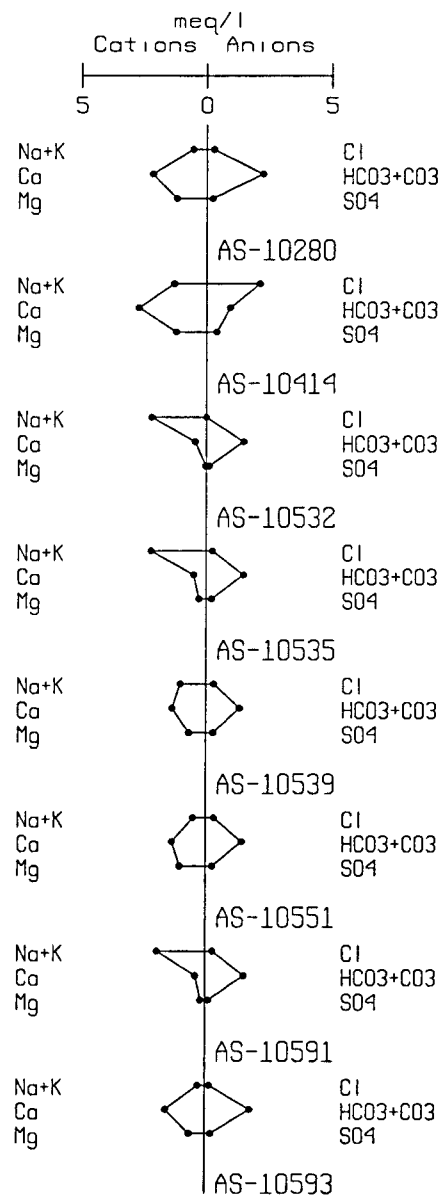 meq/l
Cations Anions
5 0 5
Na+K Cl
Ca HCO3+CO3
Mg SO4
AS-10280
Na+K Cl
Ca HCO3+CO3
Mg SO4
AS-10414
Na+K Cl
Ca HCO3+CO3
Mg SO4
AS-10532
Na+K Cl
Ca HCO3+CO3
Mg SO4
AS-10535
Na+K Cl
Ca HCO3+CO3
Mg SO4
AS-10539
Na+K Cl
Ca HCO3+CO3
Mg SO4
AS-10551
Na+K Cl
Ca HCO3+CO3
Mg SO4
AS-10591
Na+K Cl
Ca HCO3+CO3
Mg SO4
AS-10593